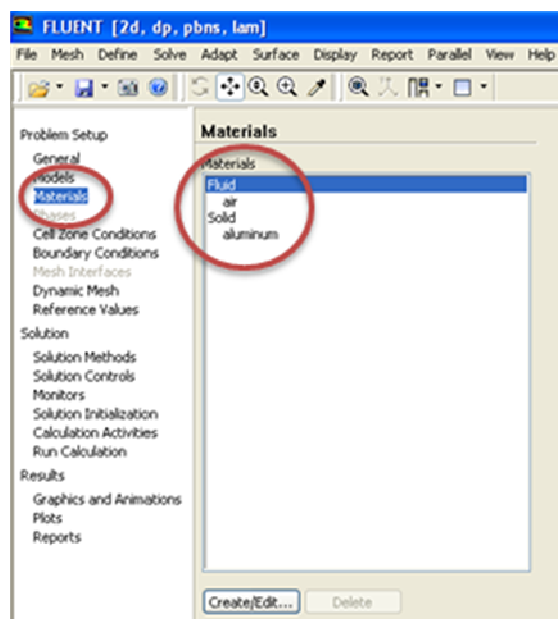 FLUENT [2d, dp, pbns, lam]
File Mesh Define Solve Adapt Surface Display Report Parallel View Help
Problem Setup
General
Models
Materials
Phases
Cell Zone Conditions
Boundary Conditions
Mesh Interfaces
Dynamic Mesh
Reference Values
Solution
Solution Methods
Solution Controls
Monitors
Solution Initialization
Calculation Activities
Run Calculation
Results
Graphics and Animations
Plots
Reports
Materials
Materials
Fluid
air
Solid
aluminum
Create/Edit... Delete